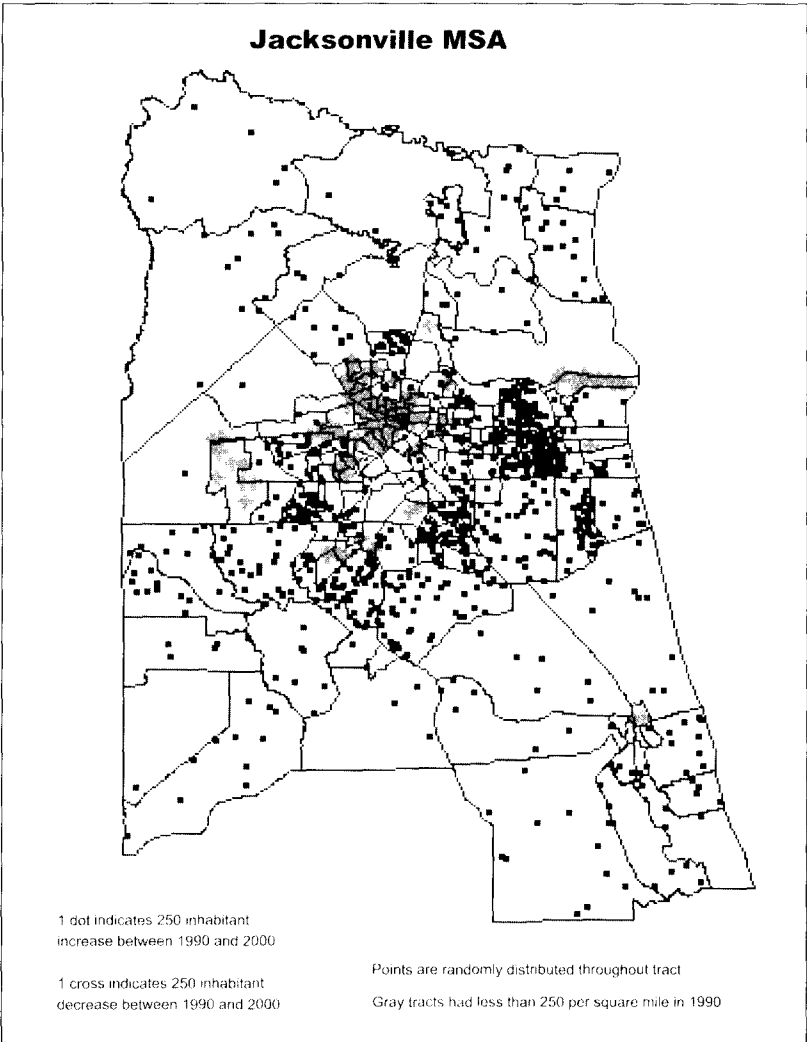 Jacksonville MSA
1 dot indicates 250 inhabitant
increase between 1990 and 2000
1 cross indicates 250 inhabitant
decrease between 1990 and 2000
Points are randomly distributed throughout tract
Gray tracts had less than 250 per square mile in 1990